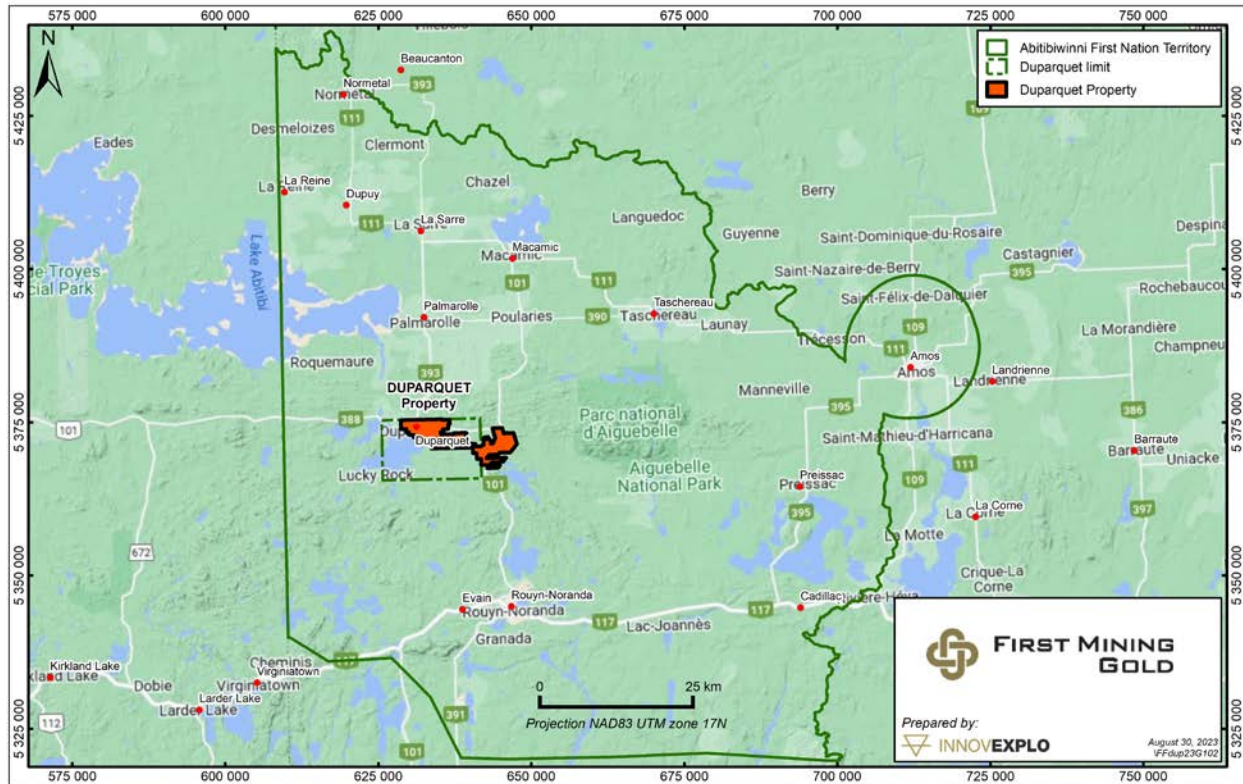 575 000
600 000
625 000
650 000
675 000
700 000
725 000
750 000
N
5 425 000
5 400 000
5 375 000
5 350 000
5 325 000
5 425 000
5 400 000
5 375 000
5 350 000
5 325 000
Abitibiwinni First Nation Territory
Duparquet limit
Duparquet Property
Beaucanton
Normetal
Normetal
393
111
Desmeloizes
Clermont
Eades
La Reine
Chazel
Berry
Dupuy
Languedoc
111
La Sarre
La Sarre
Guyenne
Saint-Dominique-du-Rosaire
Castagnier
Macamic
Macamic
Lake Abitibi
101
111
Saint-Nazaire-de-Berry
395
Saint-Félix-de-Dalquier
Palmarolle
Palmarolle
Poularies
390
Taschereau
Taschereau
Launay
Trécesson
109
111
La Morandière
Roquemaure
Amos
Amos
Landrienne
Landrienne
393
Manneville
DUPARQUET
Property
395
386
101
388
Duparquet
Parc national
d'Aiguebelle
Saint-Mathieu-d'Harricana
Barraute
Barraute
Uniacke
Lucky Rock
101
Aiguebelle
National Park
Preissac
Preissac
109
111
397
395
La Corne
La Corne
La Motte
672
Crique-La
Corne
Evain
Rouyn-Noranda
Rouyn-Noranda
Cadillac
117
117
Lac-Joannès
Granada
Kirkland Lake
Cheminis
Virginiatown
Virginiatown
Dobie
Larder Lake
Larder Lake
112
391
101
0
25 km
Projection NAD83 UTM zone 17N
FIRST MINING
GOLD
Prepared by:
INNOVEXPLO
August 30, 2023
\FFdup23G102
575 000
600 000
625 000
650 000
675 000
700 000
725 000
750 000